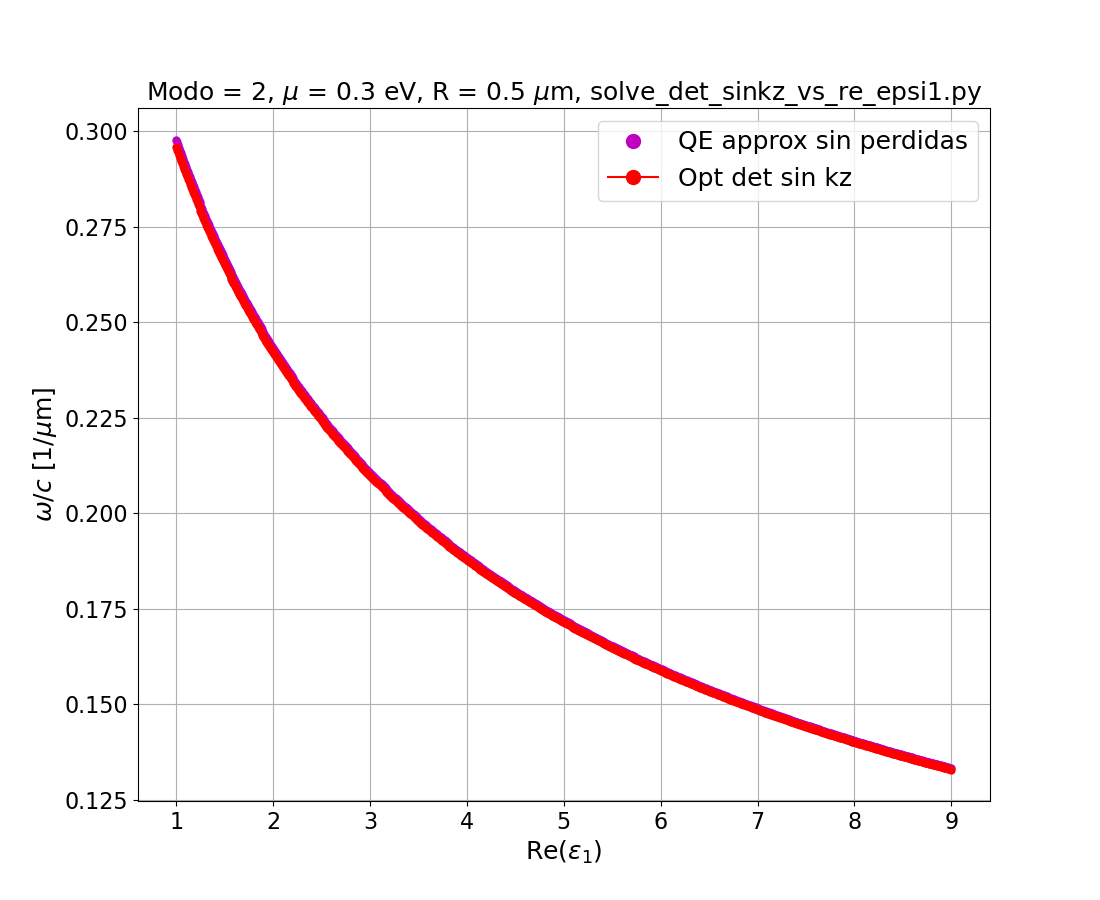 Modo = 2, μ = 0.3 eV, R = 0.5 μm, solve_det_sinkz_vs_re_epsi1.py
QE approx sin perdidas
Opt det sin kz
0.300
0.275
0.250
0.225
0.200
0.175
0.150
0.125
ω/c [1/μm]
1 2 3 4 5 6 7 8 9
Re(ε₁)